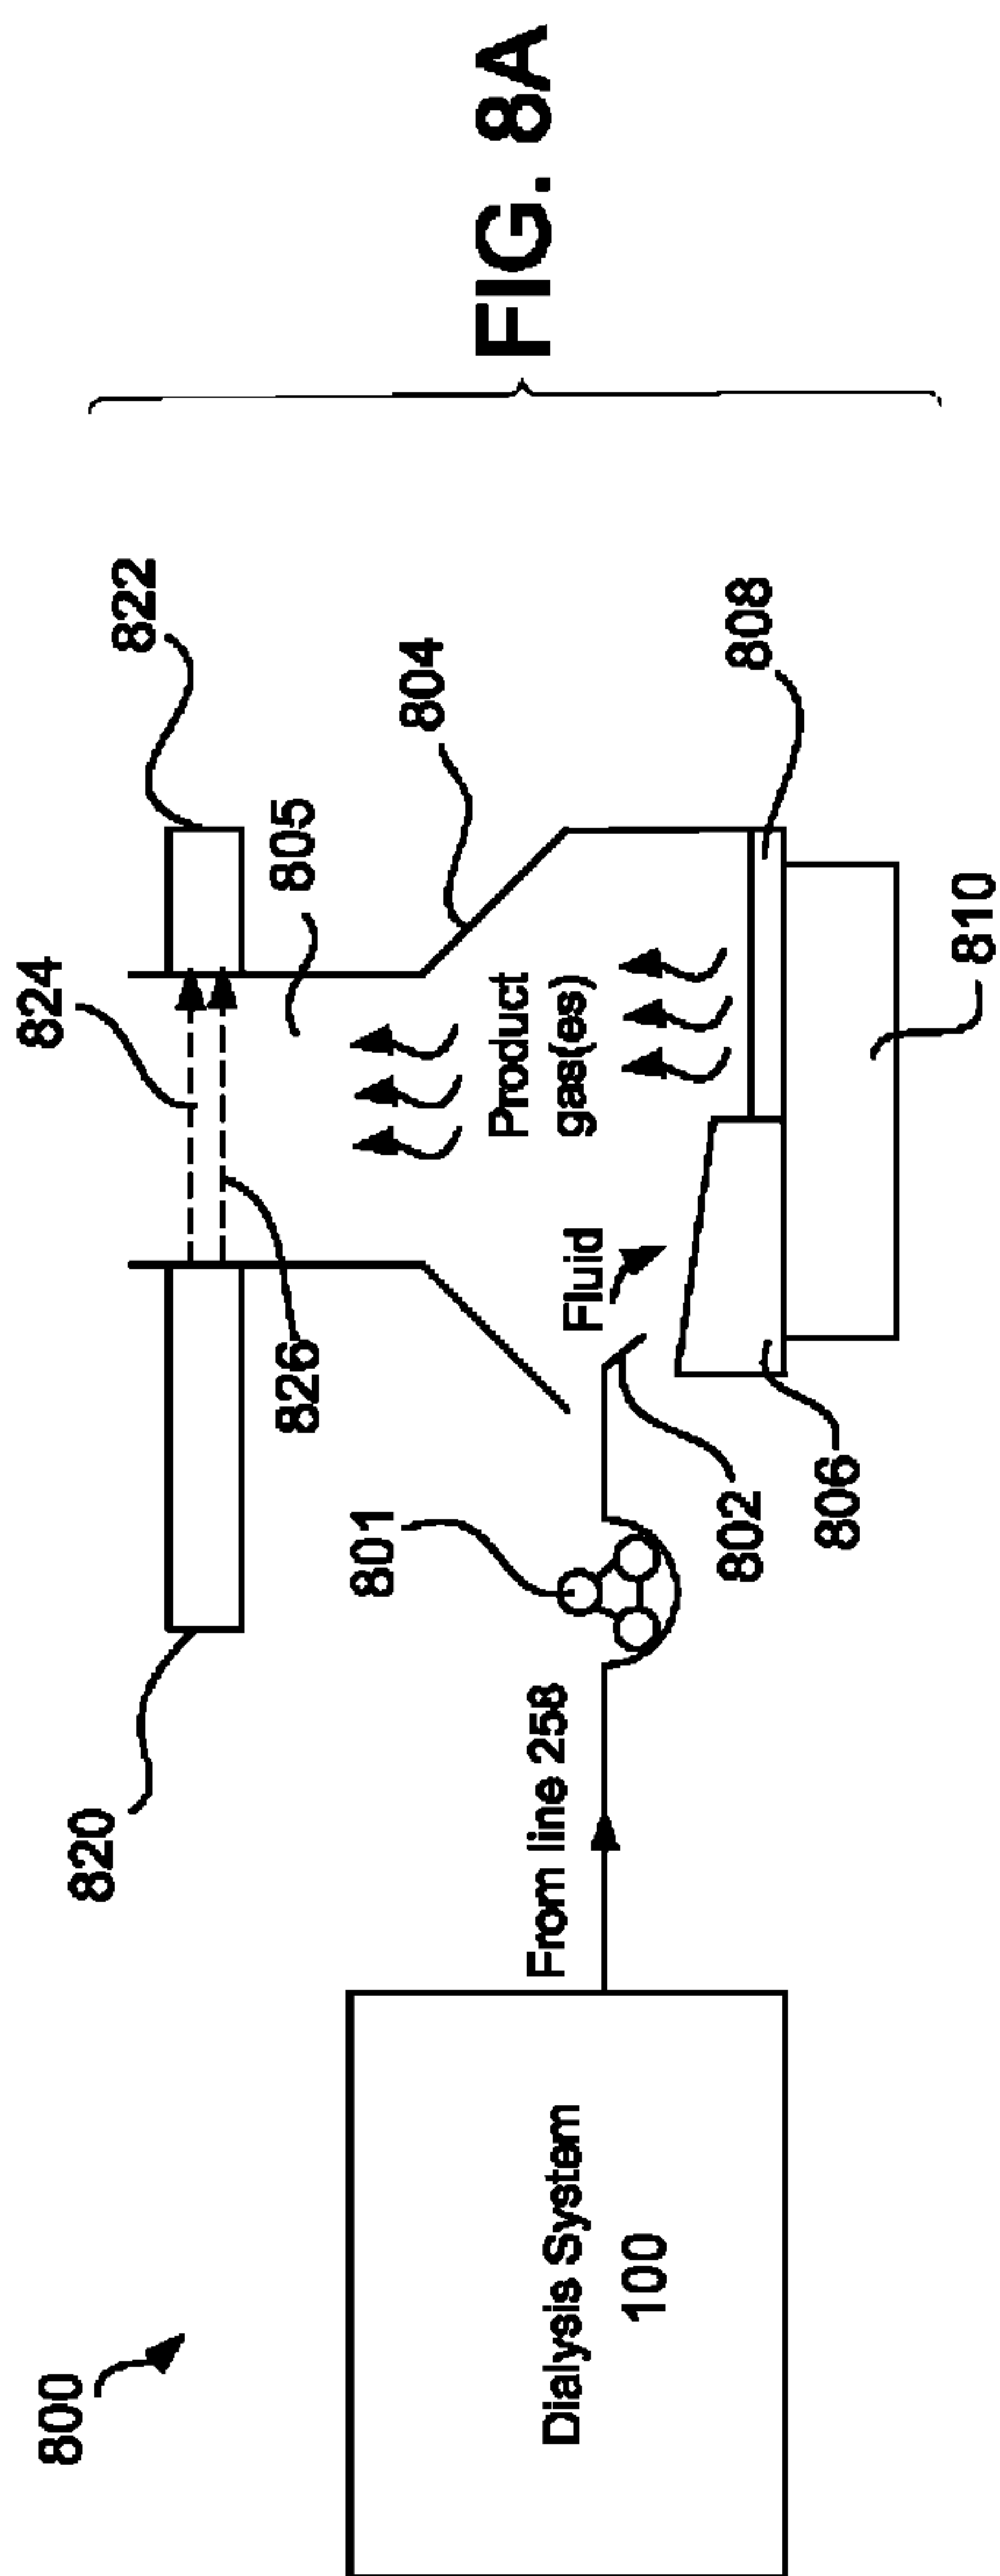 800
Dialysis System
100
From line 258
801
802
Fluid
806
Product
gas(es)
804
805
808
810
820
822
824
826
FIG. 8A